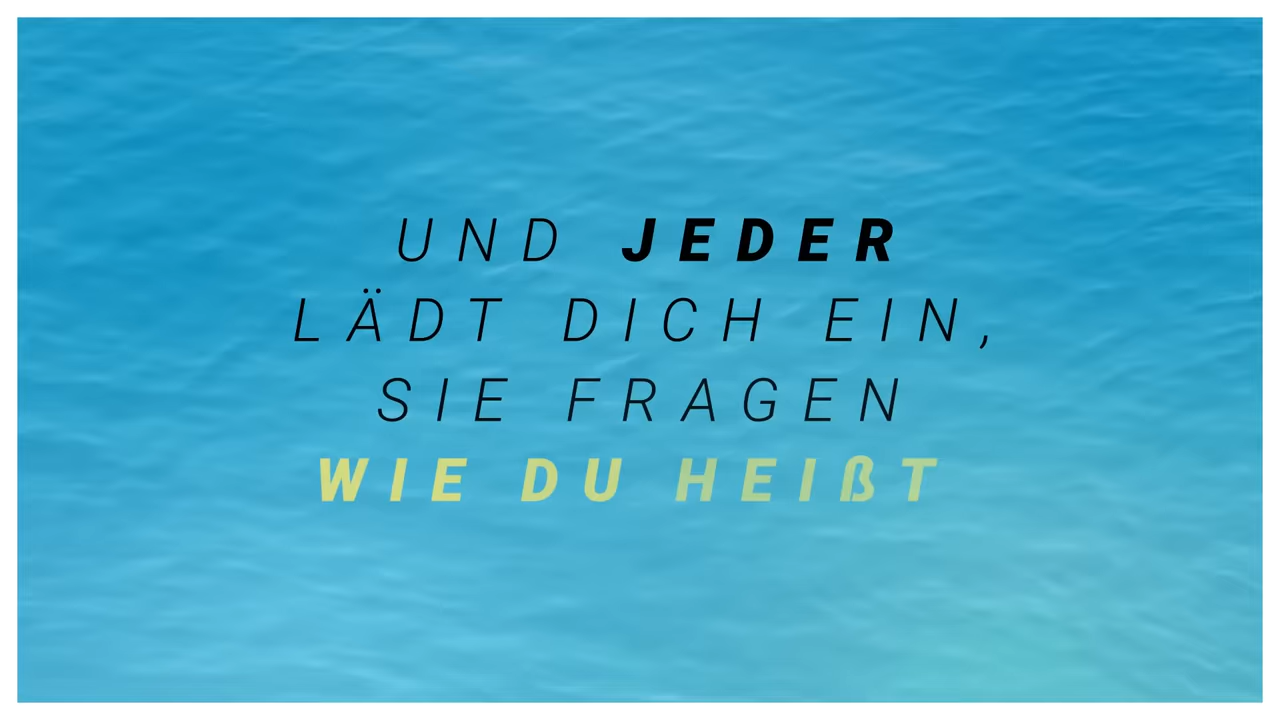 UND JEDER
LÄDT DICH EIN,
SIE FRAGEN
WIE DU HEIßT